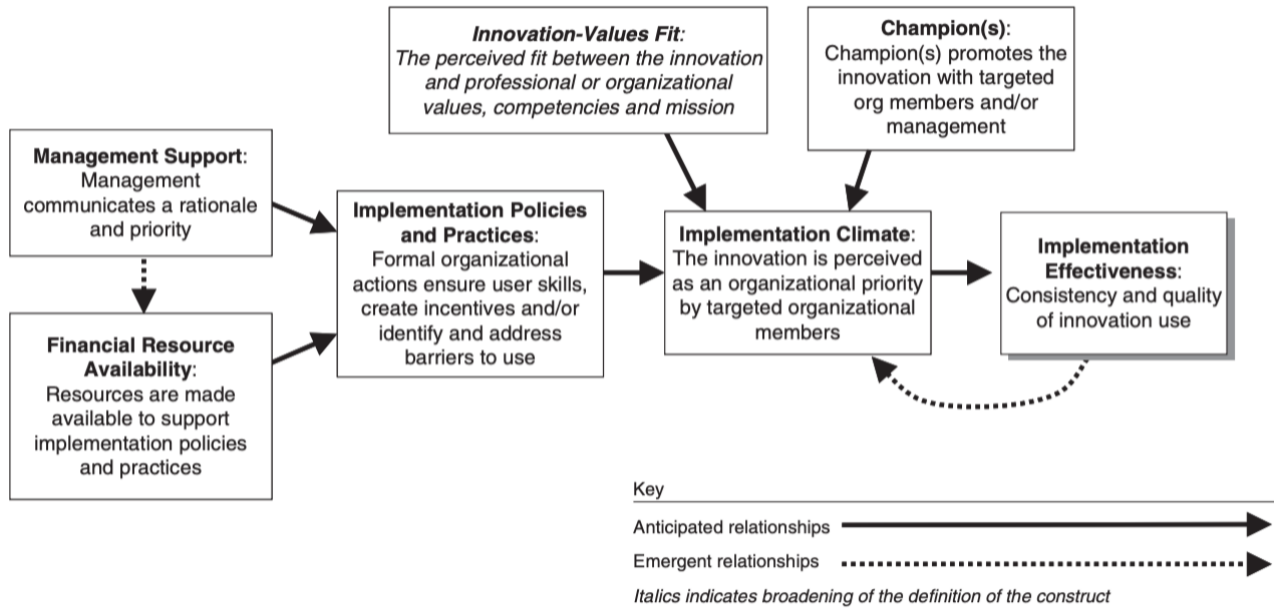 Innovation-Values Fit:
The perceived fit between the innovation
and professional or organizational
values, competencies and mission
Champion(s):
Champion(s) promotes the
innovation with targeted
org members and/or
management
Management Support:
Management
communicates a rationale
and priority
Implementation Policies
and Practices:
Formal organizational
actions ensure user skills,
create incentives and/or
identify and address
barriers to use
Implementation Climate:
The innovation is perceived
as an organizational priority
by targeted organizational
members
Implementation
Effectiveness:
Consistency and quality
of innovation use
Financial Resource
Availability:
Resources are made
available to support
implementation policies
and practices
Key
Anticipated relationships
Emergent relationships
Italics indicates broadening of the definition of the construct